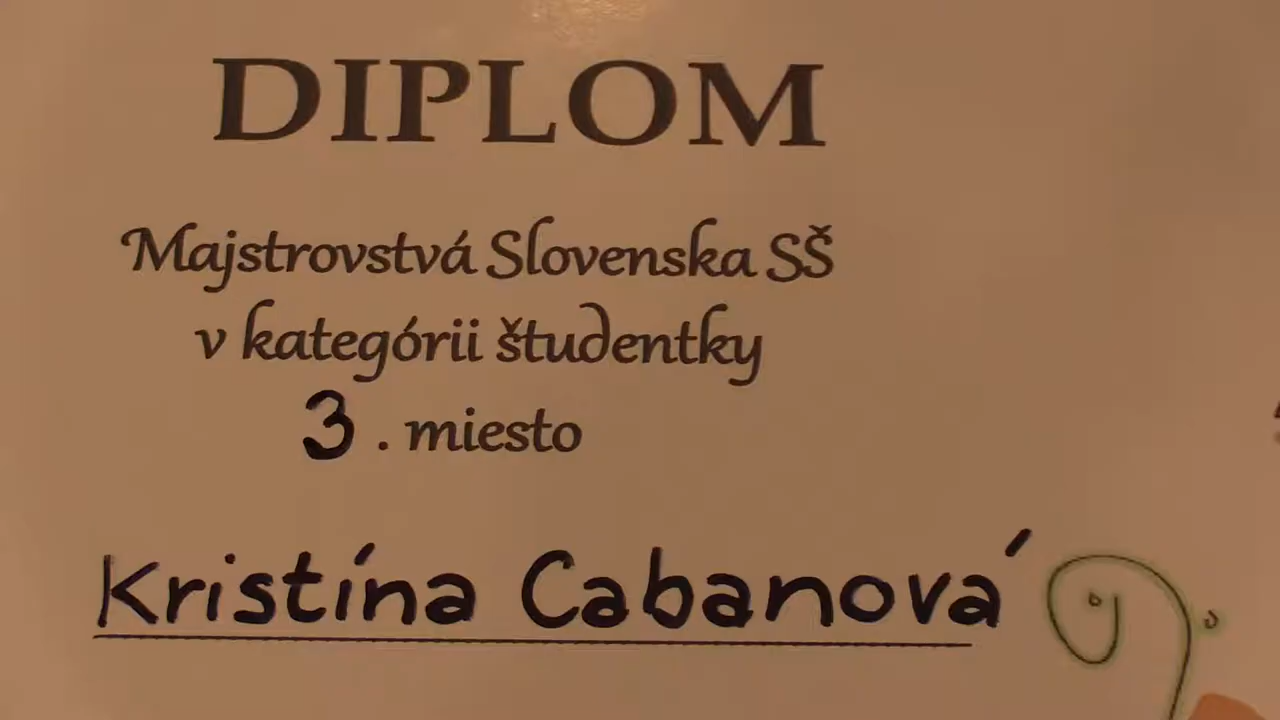 DIPLOM
Majstrovstvá Slovenska SŠ
v kategórii študentky
3. miesto
Kristína Cabanová